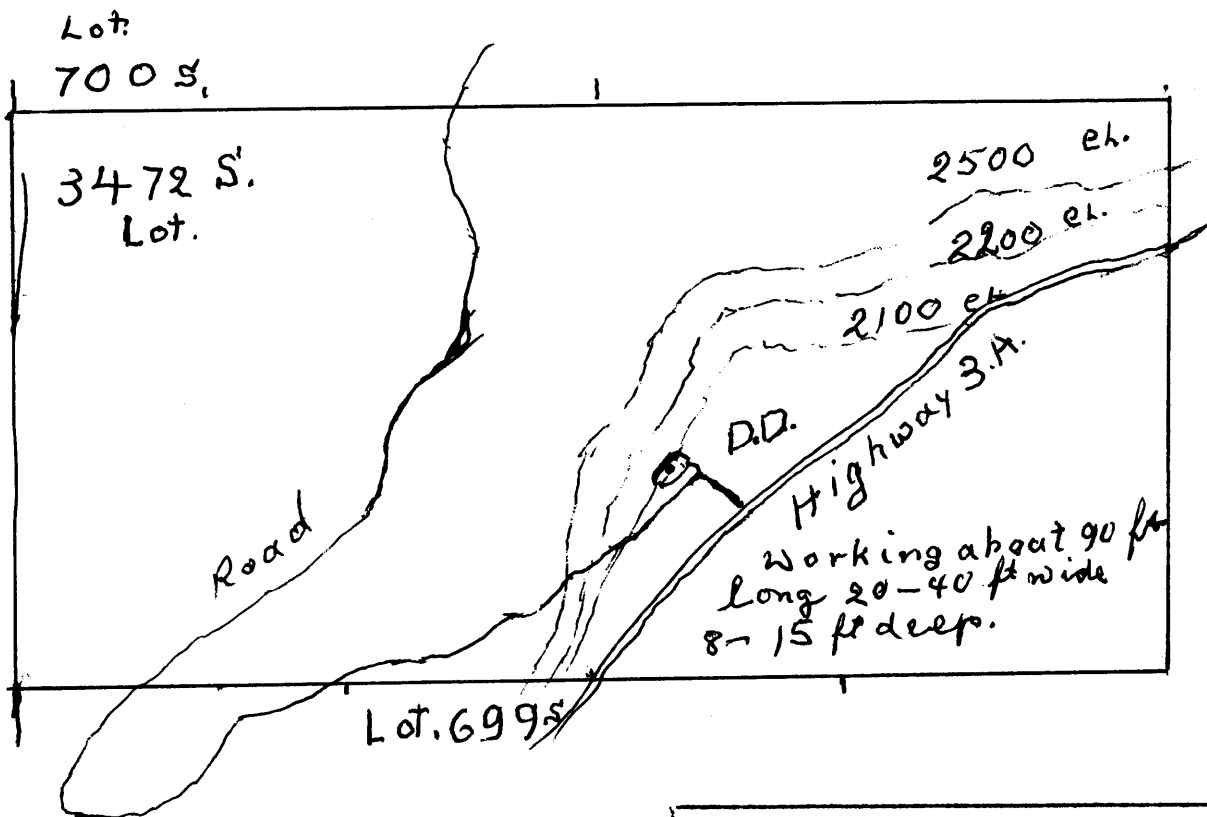 Lot.
700 S.
3472 S.
Lot.
2500 el.
2200 el.
2100 el.
D.D.
Highway 3.A.
Road
Working about 90 ft
long 20-40 ft wide
8-15 ft deep.
Lot. 699 S